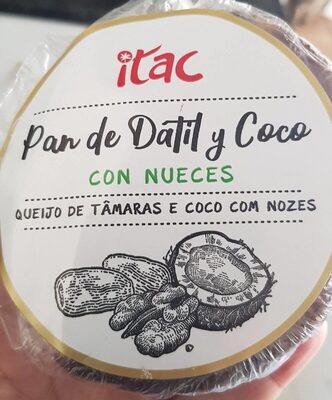 itac
Pan de Dátil y Coco
CON NUECES
QUEIJO DE TÂMARAS E COCO COM NOZES